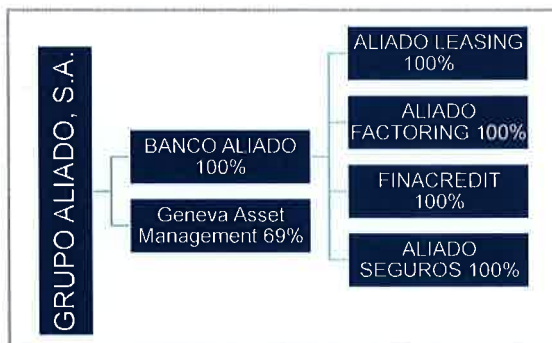 GRUPO ALIADO, S.A.
BANCO ALIADO
100%
Geneva Asset
Management 69%
ALIADO LEASING
100%
ALIADO
FACTORING 100%
FINACREDIT
100%
ALIADO
SEGUROS 100%